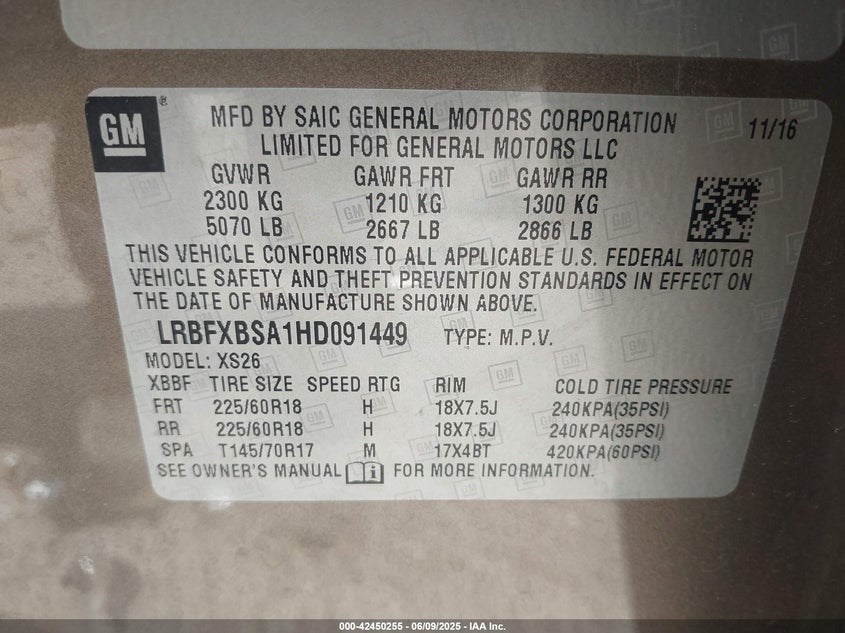 GM ®
MFD BY SAIC GENERAL MOTORS CORPORATION 11/16
LIMITED FOR GENERAL MOTORS LLC
GVWR GAWR FRT GAWR RR
2300 KG 1210 KG 1300 KG
5070 LB 2667 LB 2866 LB
THIS VEHICLE CONFORMS TO ALL APPLICABLE U.S. FEDERAL MOTOR
VEHICLE SAFETY AND THEFT PREVENTION STANDARDS IN EFFECT ON
THE DATE OF MANUFACTURE SHOWN ABOVE.
LRBFXBSA1HD091449 TYPE: M.P.V.
MODEL: XS26
XBBF TIRE SIZE SPEED RTG RIM COLD TIRE PRESSURE
FRT 225/60R18 H 18X7.5J 240KPA(35PSI)
RR 225/60R18 H 18X7.5J 240KPA(35PSI)
SPA T145/70R17 M 17X4BT 420KPA(60PSI)
SEE OWNER'S MANUAL FOR MORE INFORMATION.
000-42450255 - 06/09/2025 - IAA Inc.